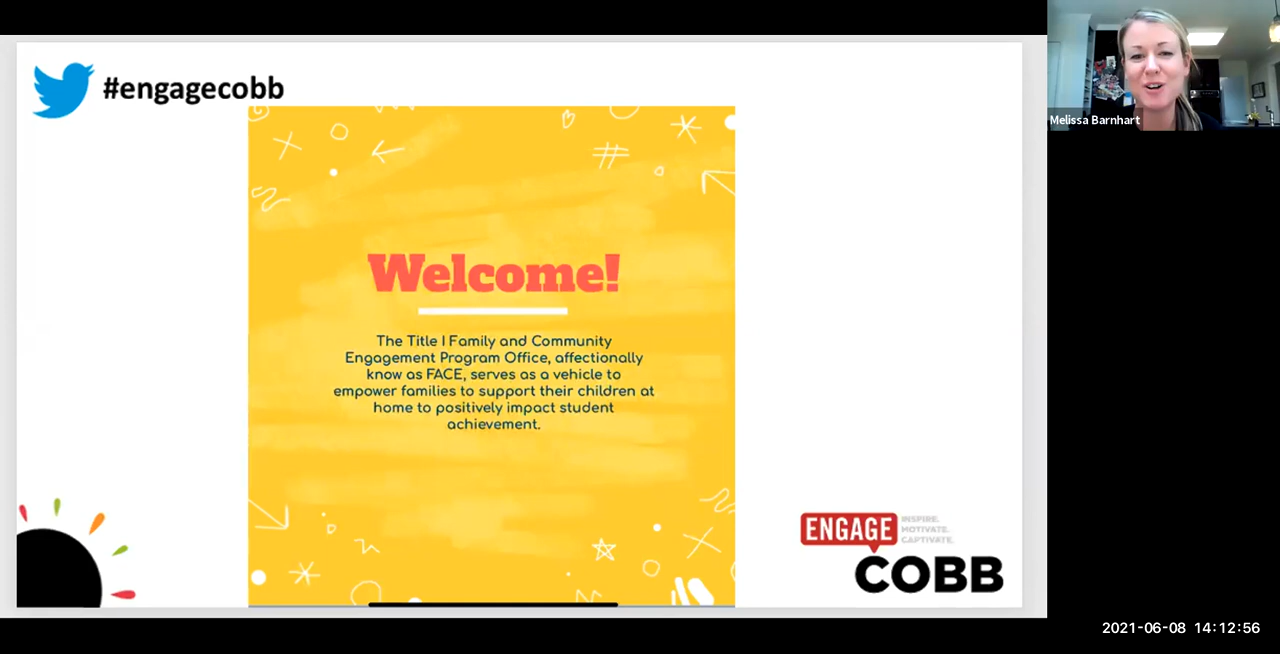 #engagecobb
Melissa Barnhart
Welcome!
The Title I Family and Community
Engagement Program Office, affectionally
know as FACE, serves as a vehicle to
empower families to support their children at
home to positively impact student
achievement.
ENGAGE
INSPIRE.
MOTIVATE.
CAPTIVATE.
COBB
2021-06-08 14:12:56